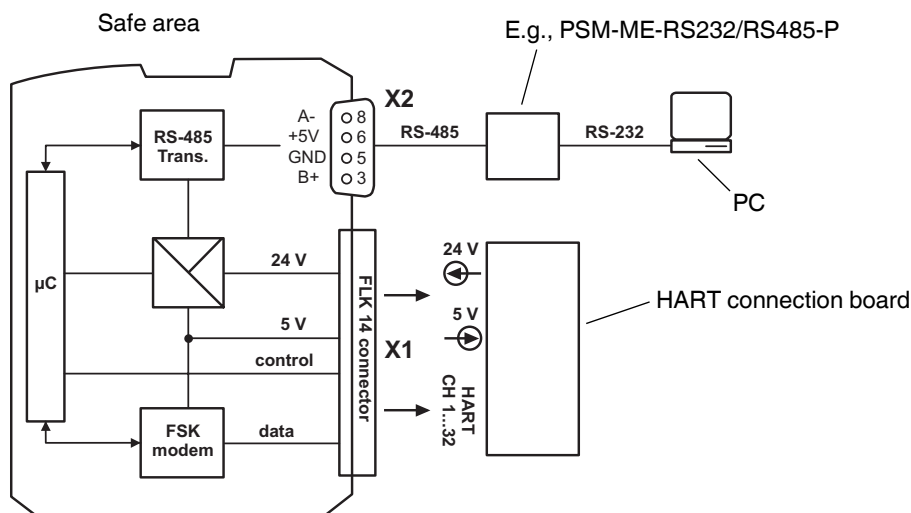 Safe area
E.g., PSM-ME-RS232/RS485-P
X2
A-
8
+5V
6
GND
5
B+
3
RS-485
Trans.
RS-485
RS-232
PC
µC
24 V
5 V
control
data
FSK
modem
FLK 14 connector
X1
24 V
5 V
HART
CH 1...32
HART connection board